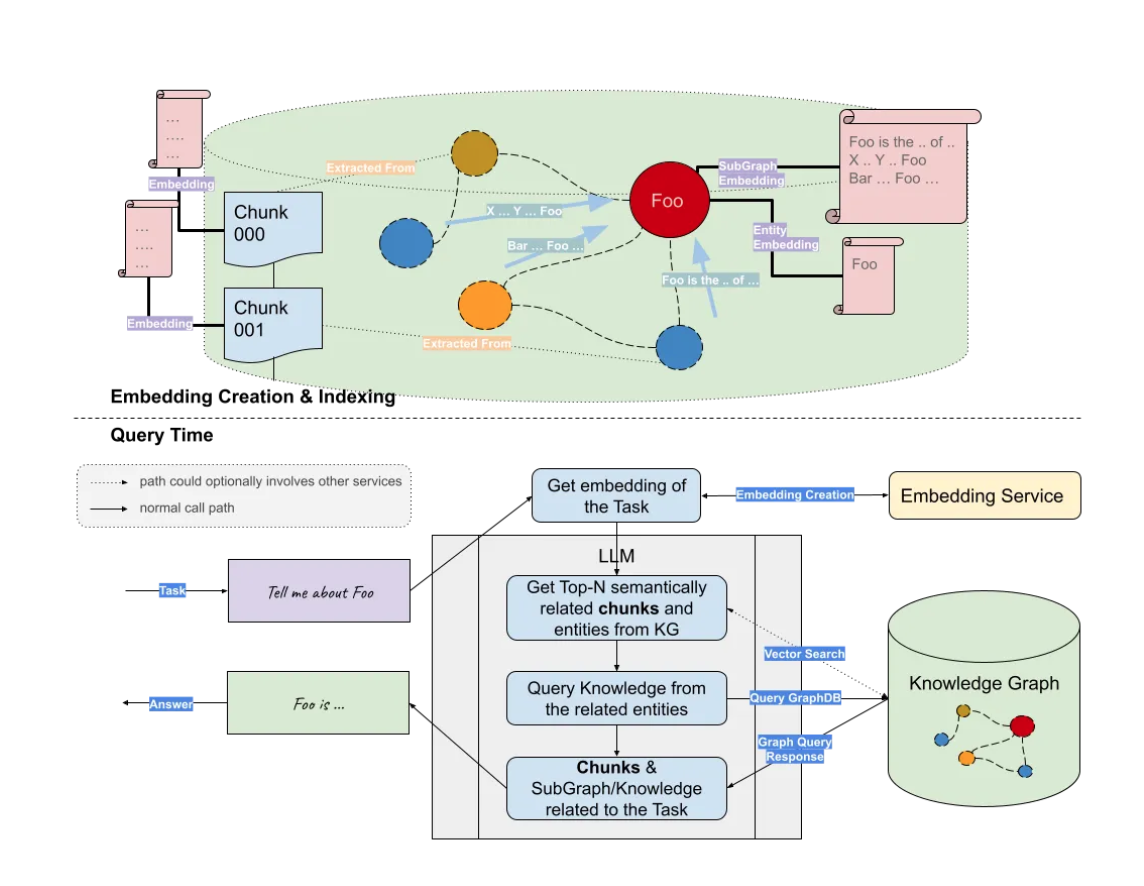 ...
....
...
Embedding
...
....
...
Embedding
Chunk
000
Chunk
001
Extracted From
X ... Y ... Foo
Bar ... Foo ...
Foo is the .. of ...
Extracted From
Foo
SubGraph
Embedding
Entity
Embedding
Foo is the .. of ..
X .. Y .. Foo
Bar ... Foo ...
Foo
Embedding Creation & Indexing
Query Time
path could optionally involves other services
normal call path
Task
Tell me about Foo
Answer
Foo is ...
Get embedding of
the Task
Embedding Creation
Embedding Service
LLM
Get Top-N semantically
related chunks and
entities from KG
Vector Search
Query Knowledge from
the related entities
Query GraphDB
Graph Query
Response
Chunks &
SubGraph/Knowledge
related to the Task
Knowledge Graph